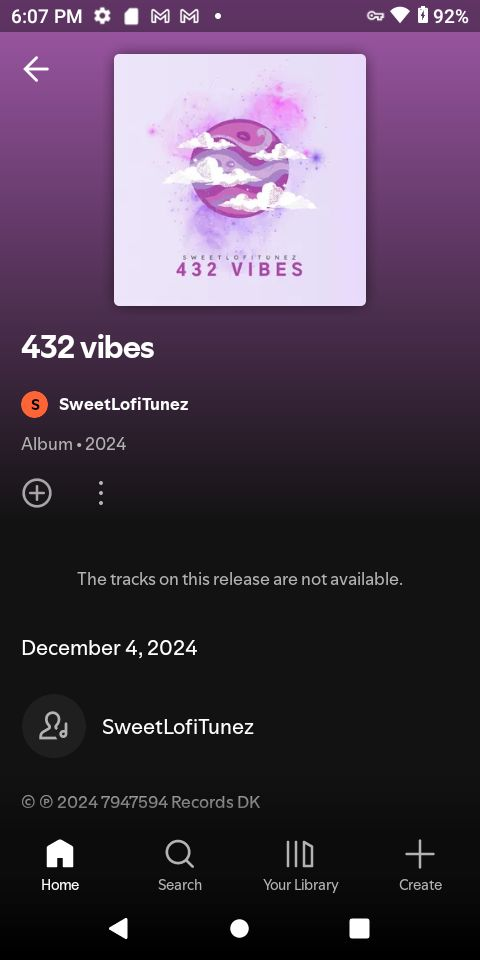 6:07 PM
92%
SWEETLOFITUNEZ
432 VIBES
432 vibes
S
SweetLofiTunez
Album • 2024
The tracks on this release are not available.
December 4, 2024
SweetLofiTunez
© ℗ 2024 7947594 Records DK
Home
Search
Your Library
Create